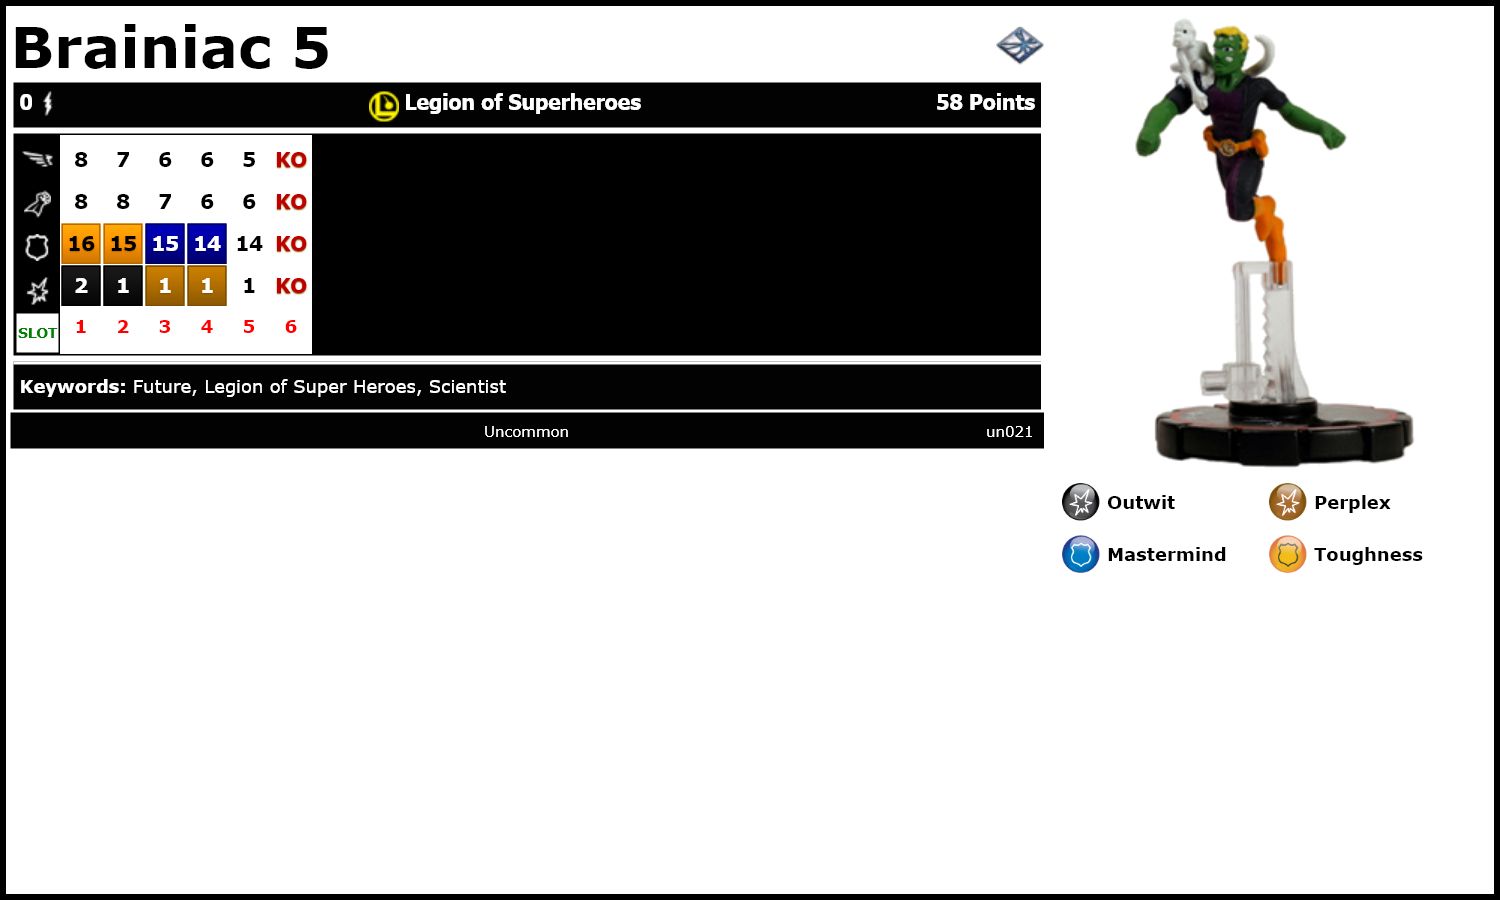 Brainiac 5
0 Legion of Superheroes 58 Points
8 7 6 6 5 KO
8 8 7 6 6 KO
16 15 15 14 14 KO
2 1 1 1 1 KO
SLOT 1 2 3 4 5 6
Keywords: Future, Legion of Super Heroes, Scientist
Uncommon un021
Outwit Perplex
Mastermind Toughness